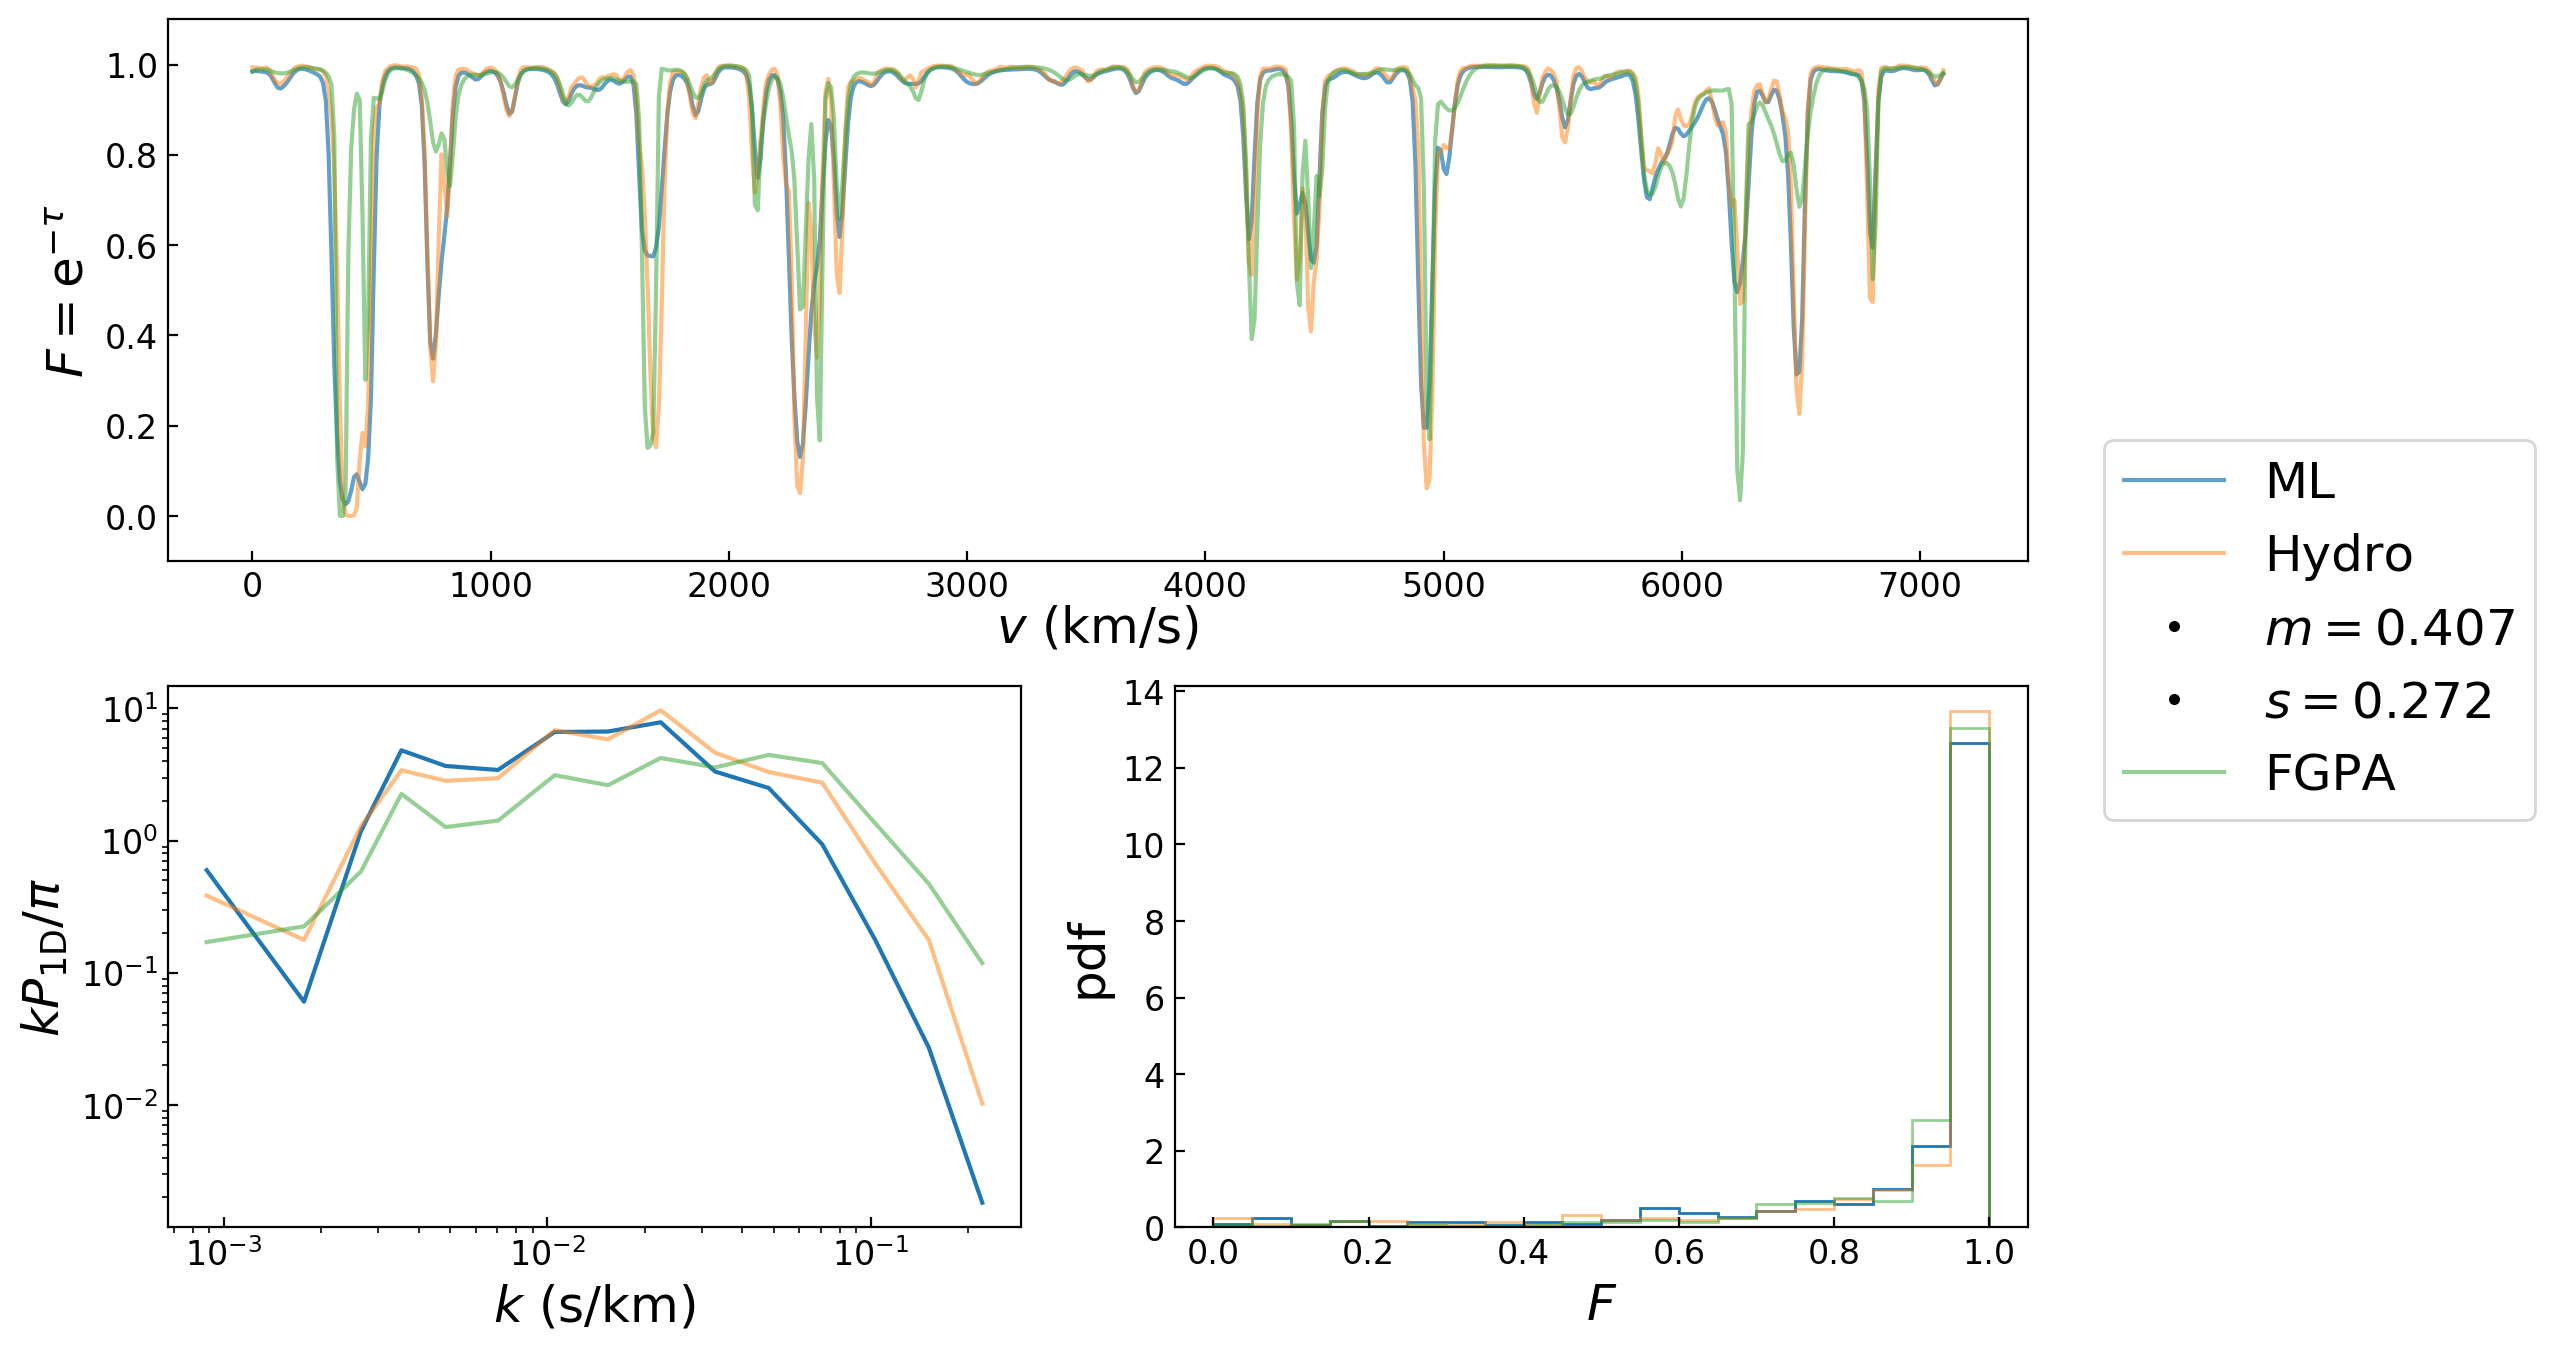 1.0
0.8
0.6
0.4
0.2
0.0
F = e^{−τ}
0 1000 2000 3000 4000 5000 6000 7000
v (km/s)
ML
Hydro
m = 0.407
s = 0.272
FGPA
10^1
10^0
10^{−1}
10^{−2}
kP_{1D}/π
10^{−3} 10^{−2} 10^{−1}
k (s/km)
14
12
10
8
6
4
2
0
pdf
0.0 0.2 0.4 0.6 0.8 1.0
F